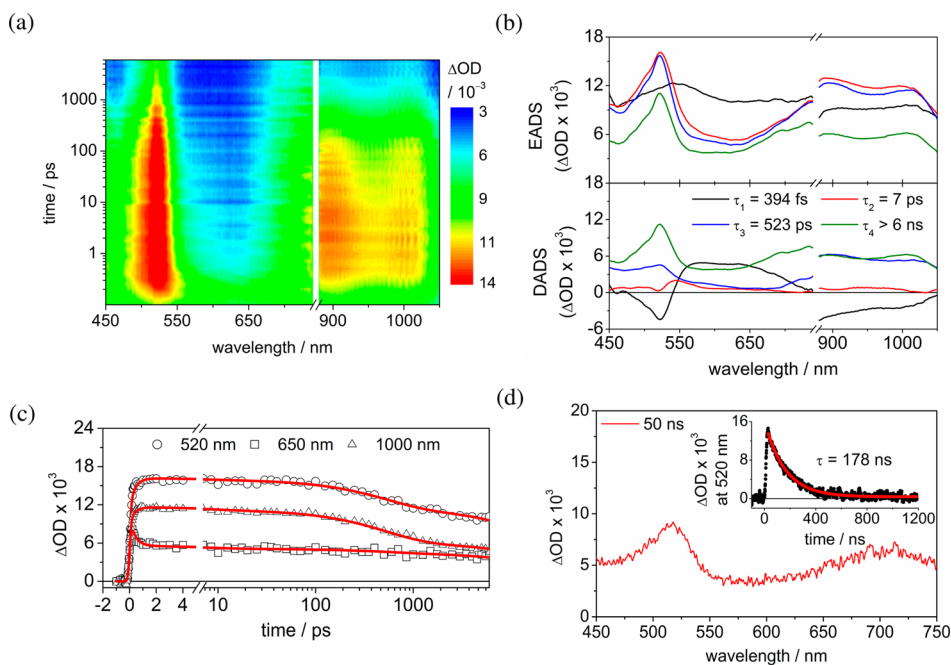 (a)
1000
100
10
1
time / ps
450 550 650 900 1000
wavelength / nm
ΔOD
/ 10⁻³
3
6
9
11
14
(b)
EADS
(ΔOD x 10³)
18
12
6
18
DADS
(ΔOD x 10³)
12
6
0
-6
τ₁ = 394 fs
τ₂ = 7 ps
τ₃ = 523 ps
τ₄ > 6 ns
450 550 650 900 1000
wavelength / nm
(c)
ΔOD x 10³
24
18
12
6
0
520 nm 650 nm 1000 nm
-2 0 2 4 10 100 1000
time / ps
(d)
ΔOD x 10³
20
15
10
5
0
50 ns
450 500 550 600 650 700 750
wavelength / nm
ΔOD x 10³
at 520 nm
16
8
0
τ = 178 ns
0 400 800 1200
time / ns